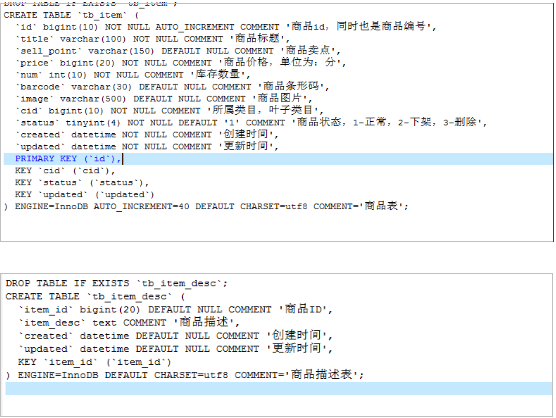 DROP TABLE IF EXISTS `tb_item`;
CREATE TABLE `tb_item` (
`id` bigint(10) NOT NULL AUTO_INCREMENT COMMENT '商品id，同时也是商品编号',
`title` varchar(100) NOT NULL COMMENT '商品标题',
`sell_point` varchar(150) DEFAULT NULL COMMENT '商品卖点',
`price` bigint(20) NOT NULL COMMENT '商品价格，单位为：分',
`num` int(10) NOT NULL COMMENT '库存数量',
`barcode` varchar(30) DEFAULT NULL COMMENT '商品条形码',
`image` varchar(500) DEFAULT NULL COMMENT '商品图片',
`cid` bigint(10) NOT NULL COMMENT '所属类目，叶子类目',
`status` tinyint(4) NOT NULL DEFAULT '1' COMMENT '商品状态，1-正常，2-下架，3-删除',
`created` datetime NOT NULL COMMENT '创建时间',
`updated` datetime NOT NULL COMMENT '更新时间',
PRIMARY KEY (`id`),
KEY `cid` (`cid`),
KEY `status` (`status`),
KEY `updated` (`updated`)
) ENGINE=InnoDB AUTO_INCREMENT=40 DEFAULT CHARSET=utf8 COMMENT='商品表';
DROP TABLE IF EXISTS `tb_item_desc`;
CREATE TABLE `tb_item_desc` (
`item_id` bigint(20) DEFAULT NULL COMMENT '商品ID',
`item_desc` text COMMENT '商品描述',
`created` datetime DEFAULT NULL COMMENT '创建时间',
`updated` datetime DEFAULT NULL COMMENT '更新时间',
KEY `item_id` (`item_id`)
) ENGINE=InnoDB DEFAULT CHARSET=utf8 COMMENT='商品描述表';